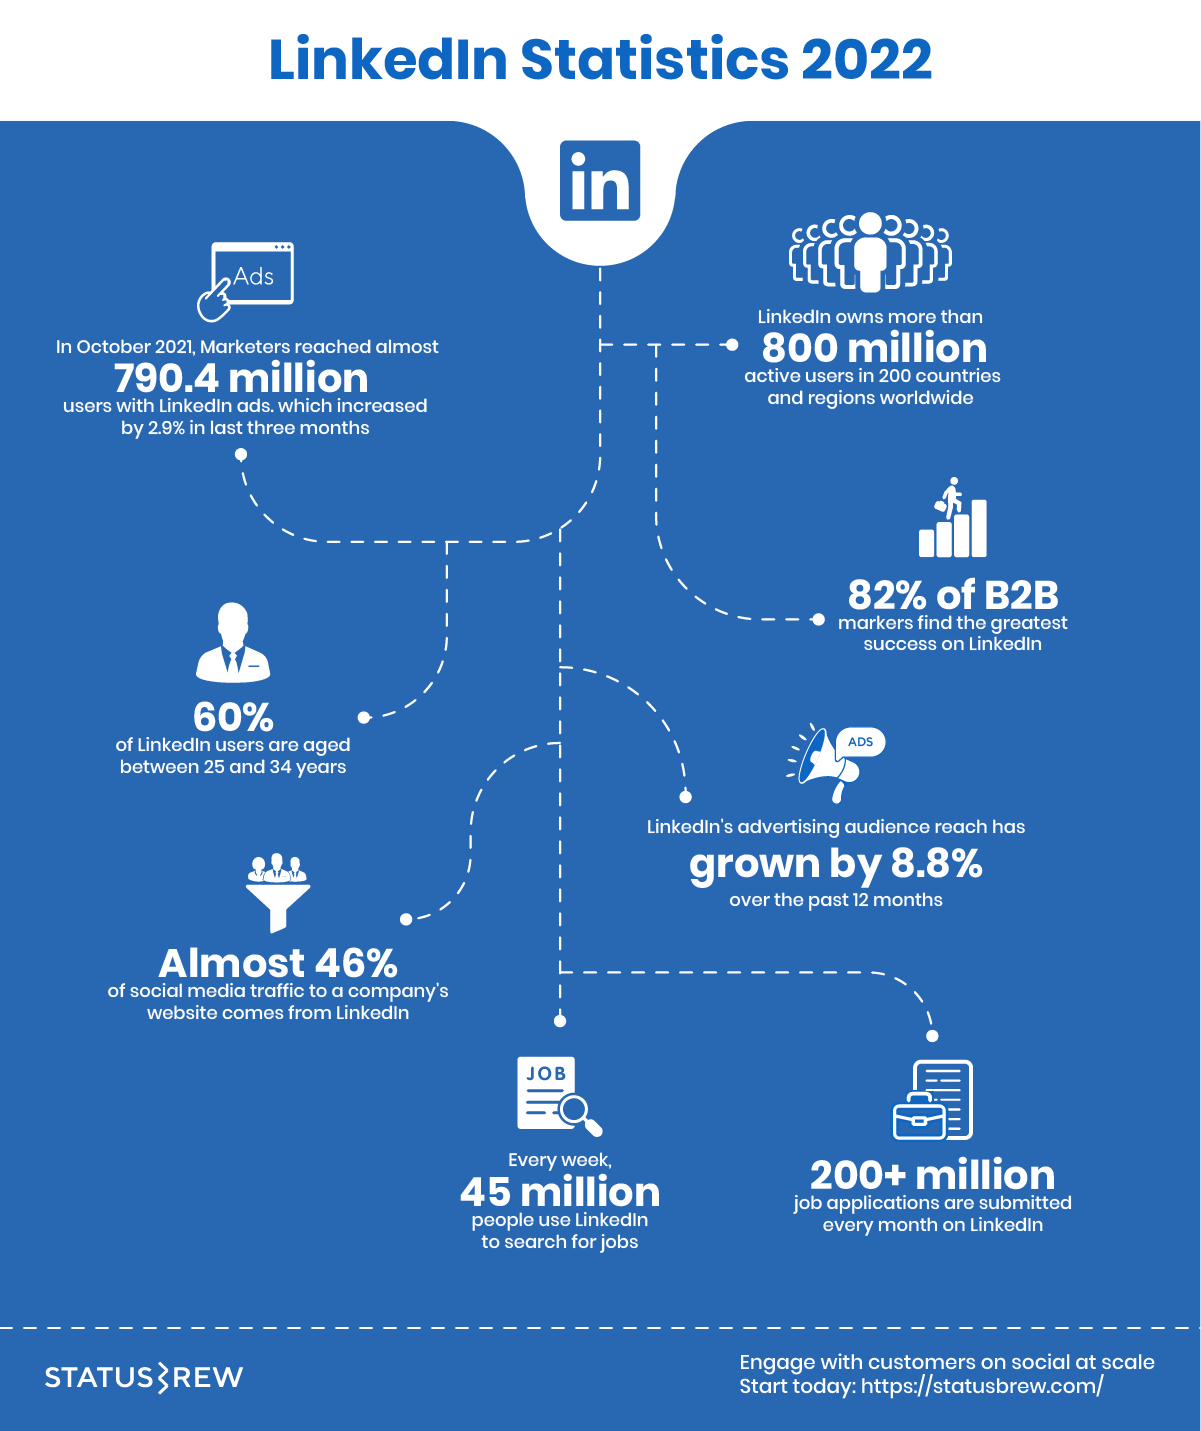 LinkedIn Statistics 2022
in
Ads
In October 2021, Marketers reached almost
790.4 million
users with LinkedIn ads. which increased
by 2.9% in last three months
LinkedIn owns more than
800 million
active users in 200 countries
and regions worldwide
82% of B2B
markers find the greatest
success on LinkedIn
60%
of LinkedIn users are aged
between 25 and 34 years
ADS
LinkedIn's advertising audience reach has
grown by 8.8%
over the past 12 months
Almost 46%
of social media traffic to a company's
website comes from LinkedIn
JOB
Every week,
45 million
people use LinkedIn
to search for jobs
200+ million
job applications are submitted
every month on LinkedIn
STATUSBREW
Engage with customers on social at scale
Start today: https://statusbrew.com/